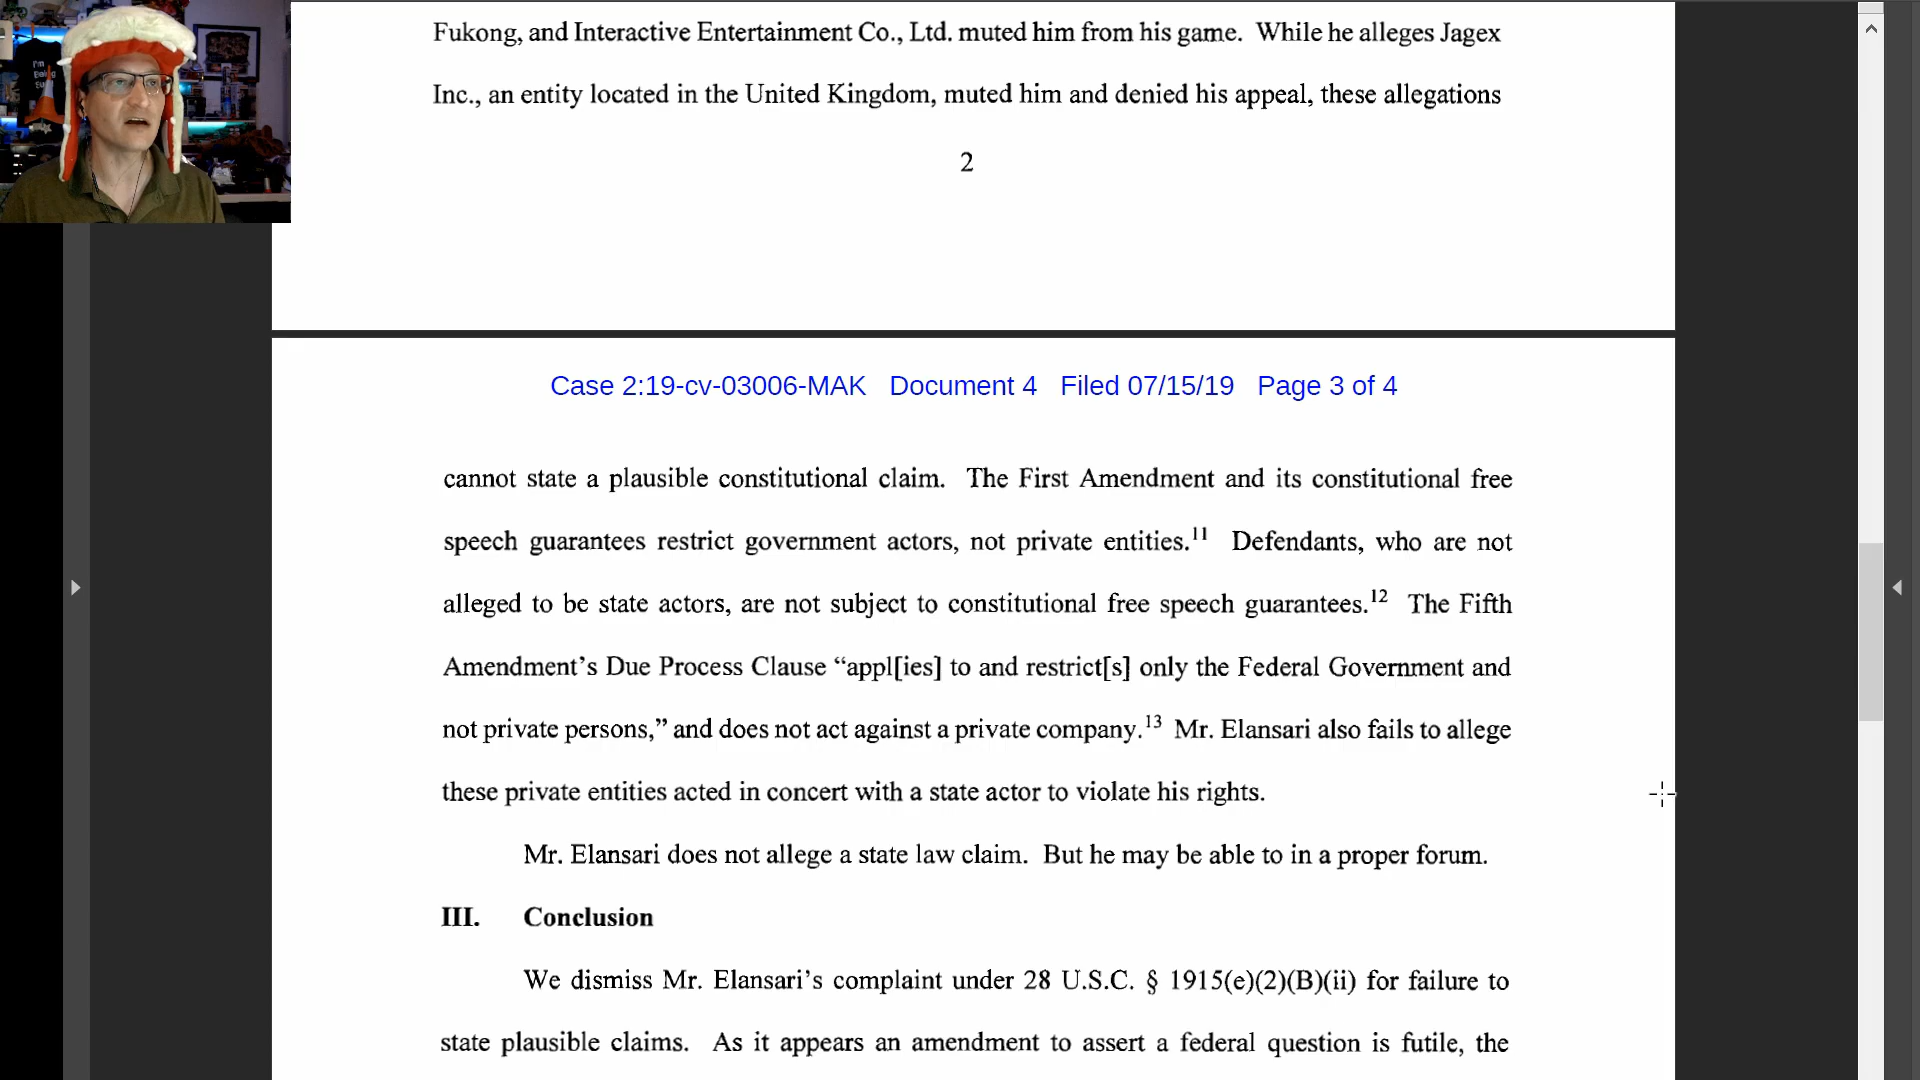 I'm
Fukong, and Interactive Entertainment Co., Ltd. muted him from his game. While he alleges Jagex
Inc., an entity located in the United Kingdom, muted him and denied his appeal, these allegations
2
Case 2:19-cv-03006-MAK Document 4 Filed 07/15/19 Page 3 of 4
cannot state a plausible constitutional claim. The First Amendment and its constitutional free
speech guarantees restrict government actors, not private entities.11 Defendants, who are not
alleged to be state actors, are not subject to constitutional free speech guarantees.12 The Fifth
Amendment's Due Process Clause “appl[ies] to and restrict[s] only the Federal Government and
not private persons,” and does not act against a private company.13 Mr. Elansari also fails to allege
these private entities acted in concert with a state actor to violate his rights.
Mr. Elansari does not allege a state law claim. But he may be able to in a proper forum.
III. Conclusion
We dismiss Mr. Elansari's complaint under 28 U.S.C. § 1915(e)(2)(B)(ii) for failure to
state plausible claims. As it appears an amendment to assert a federal question is futile, the